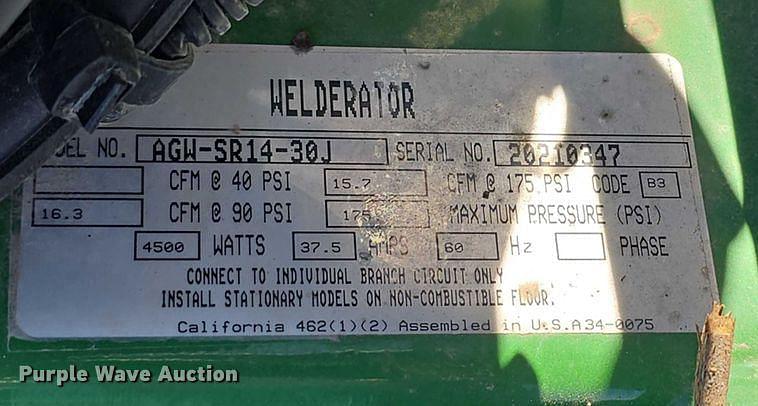 WELDERATOR
DEL NO. AGW-SR14-30J SERIAL NO. 20210347
CFM @ 40 PSI 15.7 CFM @ 175 PSI CODE B3
16.3 CFM @ 90 PSI 175 MAXIMUM PRESSURE (PSI)
4500 WATTS 37.5 AMPS 60 Hz PHASE
CONNECT TO INDIVIDUAL BRANCH CIRCUIT ONLY
INSTALL STATIONARY MODELS ON NON-COMBUSTIBLE FLOOR.
California 462(1)(2) Assembled in U.S.A 34-0075
Purple Wave Auction